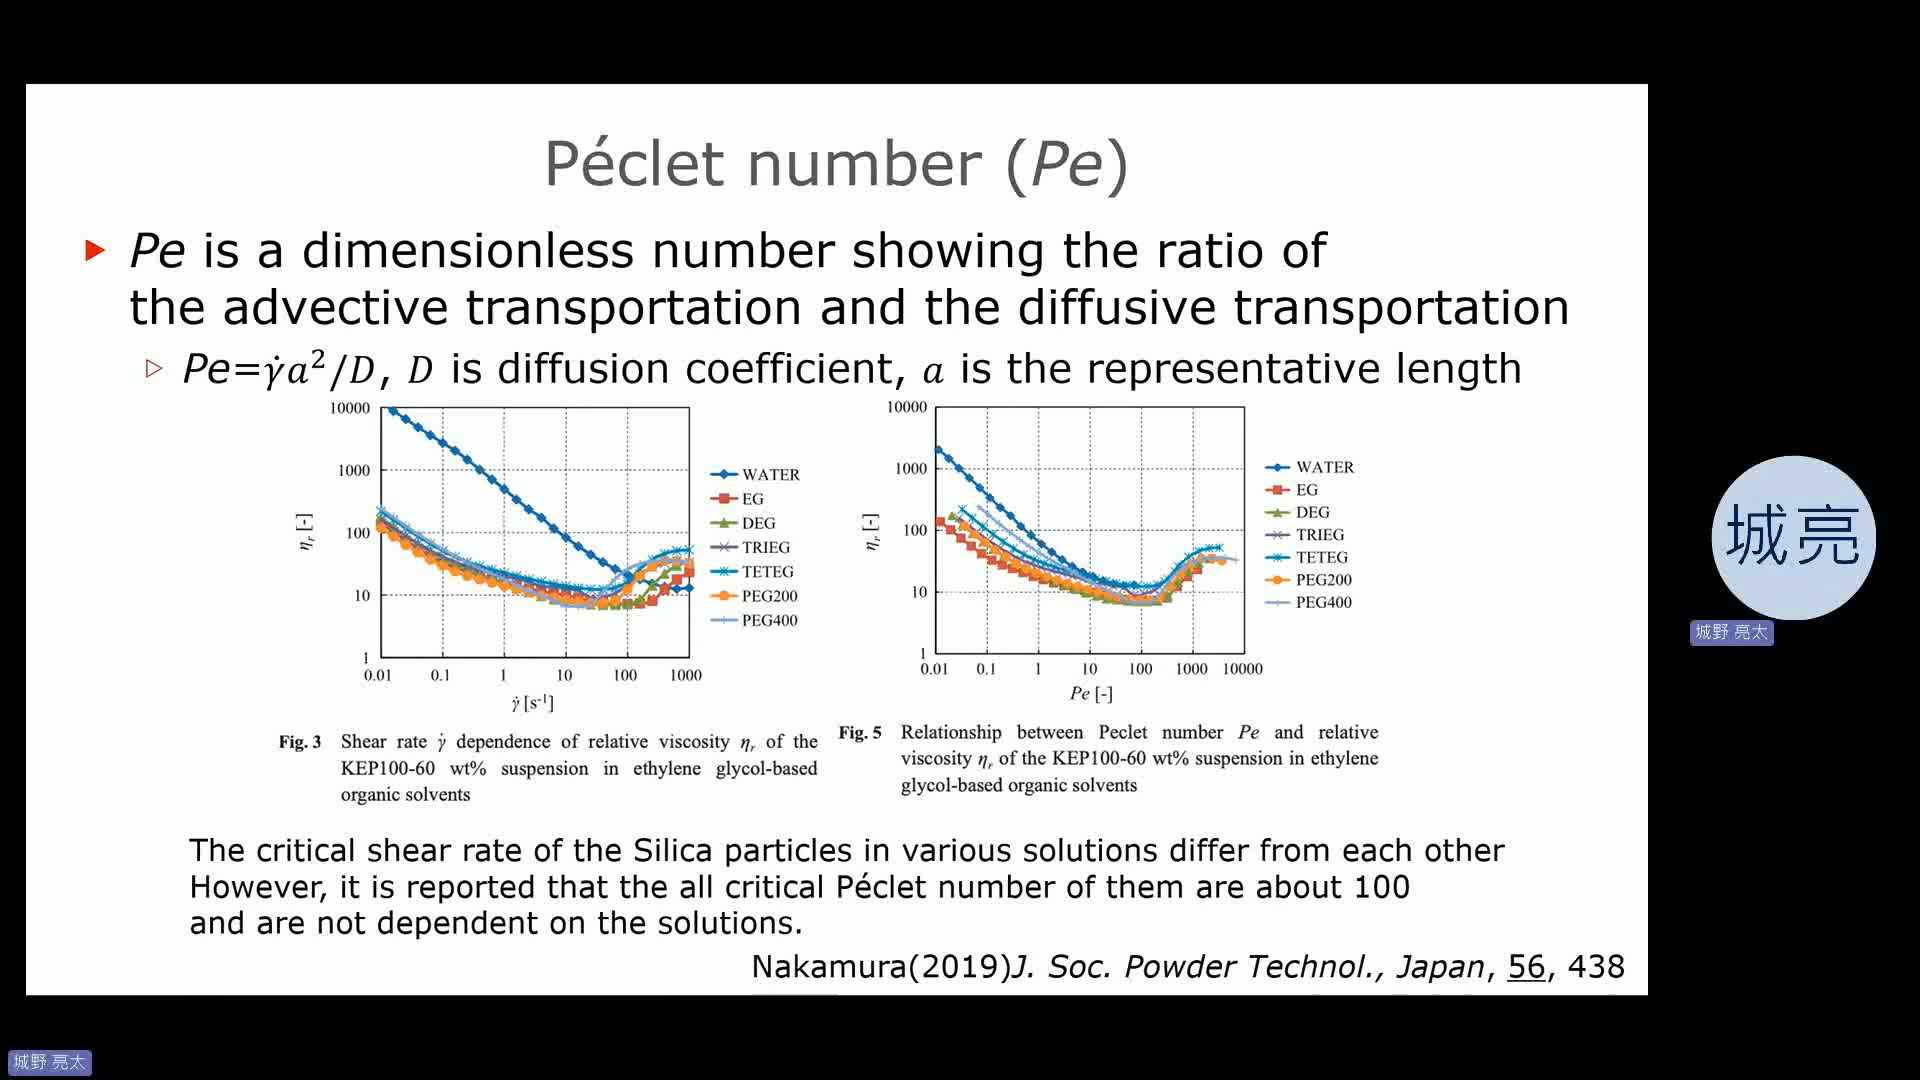 Péclet number (Pe)
Pe is a dimensionless number showing the ratio of
the advective transportation and the diffusive transportation
Pe=γ̇a²/D, D is diffusion coefficient, a is the representative length
10000
1000
100
10
1
0.01 0.1 1 10 100 1000
ηr [-]
γ̇ [s⁻¹]
WATER
EG
DEG
TRIEG
TETEG
PEG200
PEG400
Fig. 3 Shear rate γ̇ dependence of relative viscosity ηr of the
KEP100-60 wt% suspension in ethylene glycol-based
organic solvents
10000
1000
100
10
1
0.01 0.1 1 10 100 1000 10000
ηr [-]
Pe [-]
WATER
EG
DEG
TRIEG
TETEG
PEG200
PEG400
Fig. 5 Relationship between Peclet number Pe and relative
viscosity ηr of the KEP100-60 wt% suspension in ethylene
glycol-based organic solvents
The critical shear rate of the Silica particles in various solutions differ from each other
However, it is reported that the all critical Péclet number of them are about 100
and are not dependent on the solutions.
Nakamura(2019)J. Soc. Powder Technol., Japan, 56, 438
城亮
城野 亮太
城野 亮太